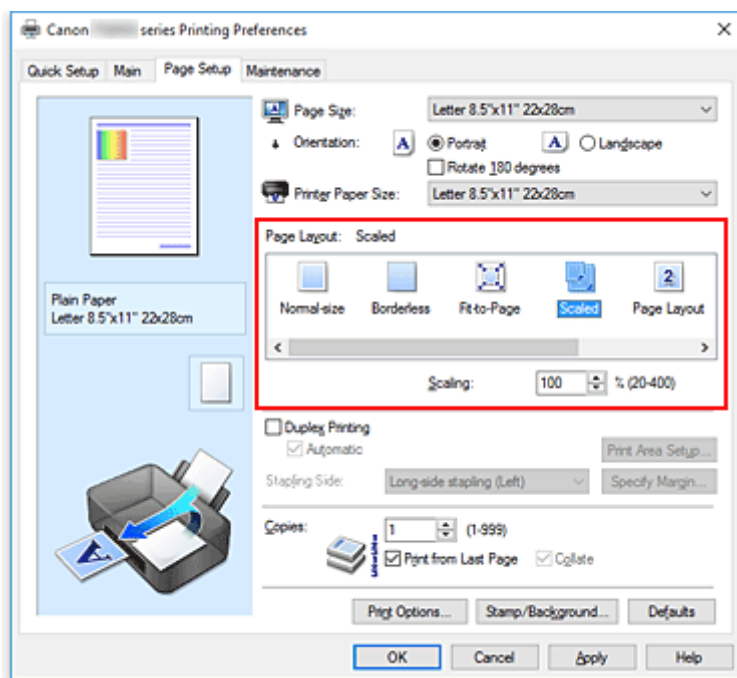 Canon series Printing Preferences
Quick Setup Main Page Setup Maintenance
Page Size: Letter 8.5"x11" 22x28cm
Orientation: A Portrait A Landscape
Rotate 180 degrees
Printer Paper Size: Letter 8.5"x11" 22x28cm
Page Layout: Scaled
Normal-size Borderless Fit-to-Page Scaled 2 Page Layout
Scaling: 100 % (20-400)
Plain Paper
Letter 8.5"x11" 22x28cm
Duplex Printing
Automatic Print Area Setup...
Stapling Side: Long-side stapling (Left) Specify Margin...
Copies: 1 (1-999)
Print from Last Page Collate
A
Print Options... Stamp/Background... Defaults
OK Cancel Apply Help